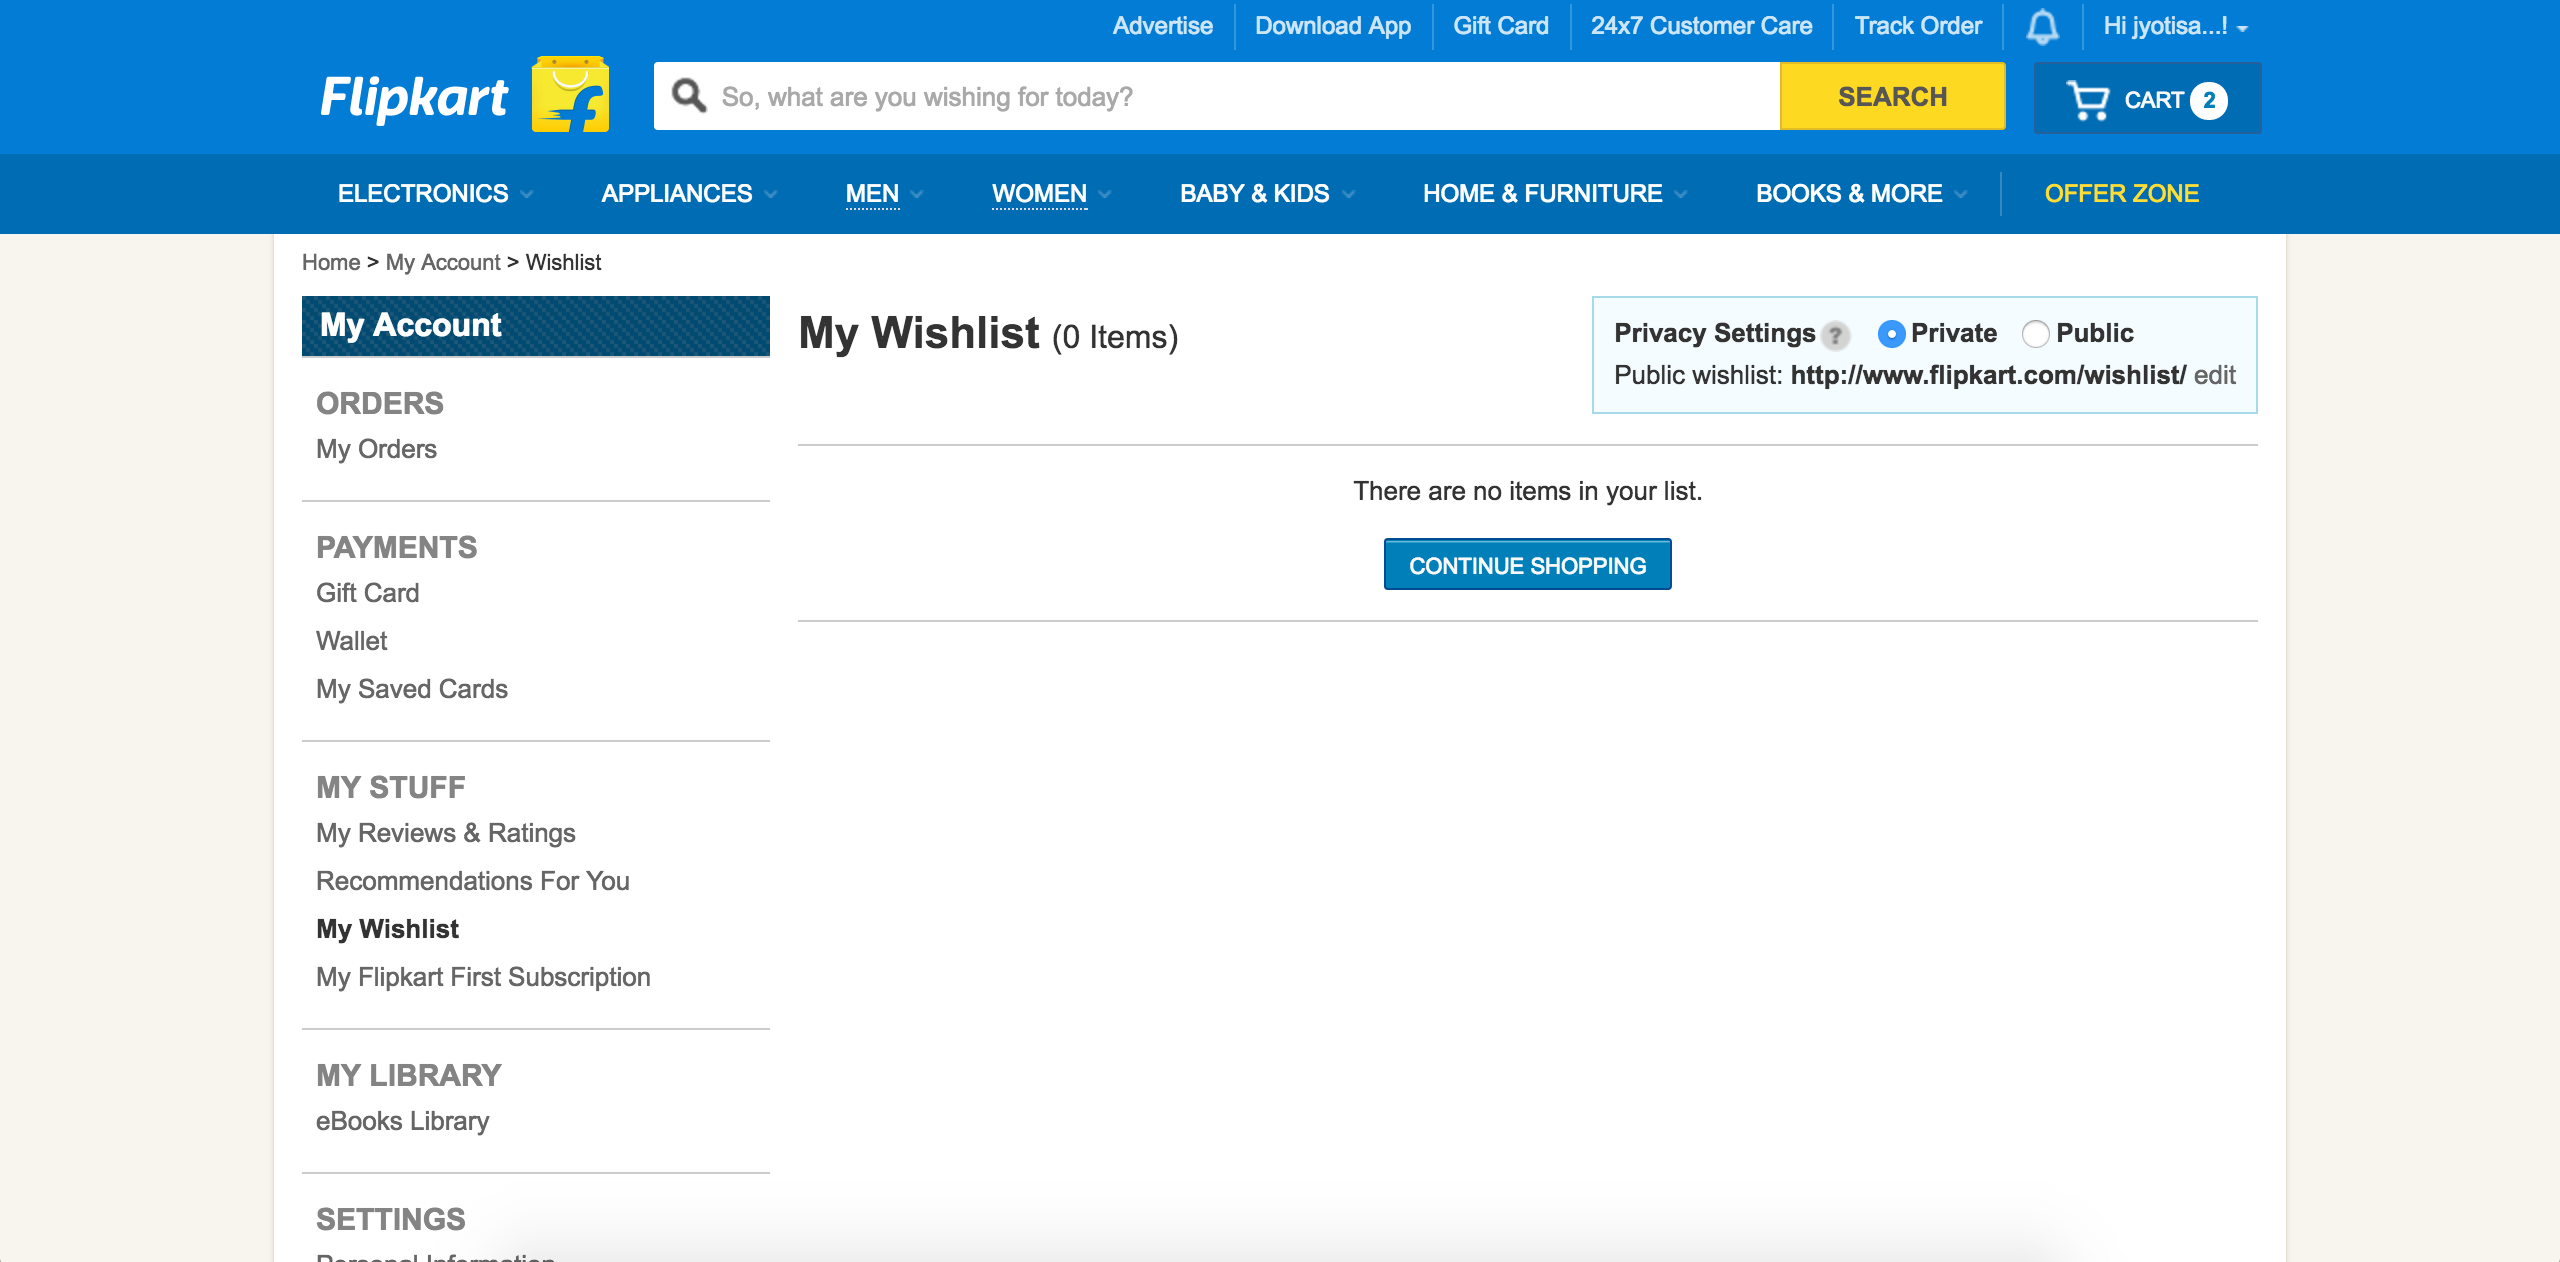 Advertise
Download App
Gift Card
24x7 Customer Care
Track Order
Hi jyotisa...!
Flipkart
So, what are you wishing for today?
SEARCH
CART 2
ELECTRONICS
APPLIANCES
MEN
WOMEN
BABY & KIDS
HOME & FURNITURE
BOOKS & MORE
OFFER ZONE
Home > My Account > Wishlist
My Account
ORDERS
My Orders
PAYMENTS
Gift Card
Wallet
My Saved Cards
MY STUFF
My Reviews & Ratings
Recommendations For You
My Wishlist
My Flipkart First Subscription
MY LIBRARY
eBooks Library
SETTINGS
Personal Information
My Wishlist (0 Items)
Privacy Settings ? Private Public
Public wishlist: http://www.flipkart.com/wishlist/ edit
There are no items in your list.
CONTINUE SHOPPING